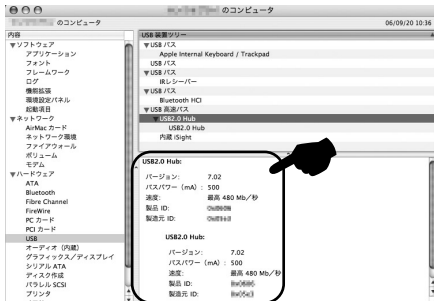 のコンピュータ
のコンピュータ
06/09/20 10:36
内容
▼ソフトウェア
アプリケーション
フォント
フレームワーク
ログ
機能拡張
環境設定パネル
起動項目
▼ネットワーク
AirMac カード
ネットワーク環境
ファイアウォール
ボリューム
モデム
▼ハードウェア
ATA
Bluetooth
Fibre Channel
FireWire
PC カード
PCI カード
USB
オーディオ（内蔵）
グラフィックス／ディスプレイ
シリアル ATA
ディスク作成
パラレル SCSI
プリンタ
USB 装置ツリー
▼USB バス
Apple Internal Keyboard / Trackpad
USB バス
▼USB バス
IRレシーバー
▼USB バス
Bluetooth HCI
▼USB 高速バス
▼USB2.0 Hub
USB2.0 Hub
内蔵 iSight
USB2.0 Hub:
バージョン: 7.02
バスパワー（mA）: 500
速度: 最高 480 Mb／秒
製品 ID:
製造元 ID:
USB2.0 Hub:
バージョン: 7.02
バスパワー（mA）: 500
速度: 最高 480 Mb／秒
製品 ID:
製造元 ID: